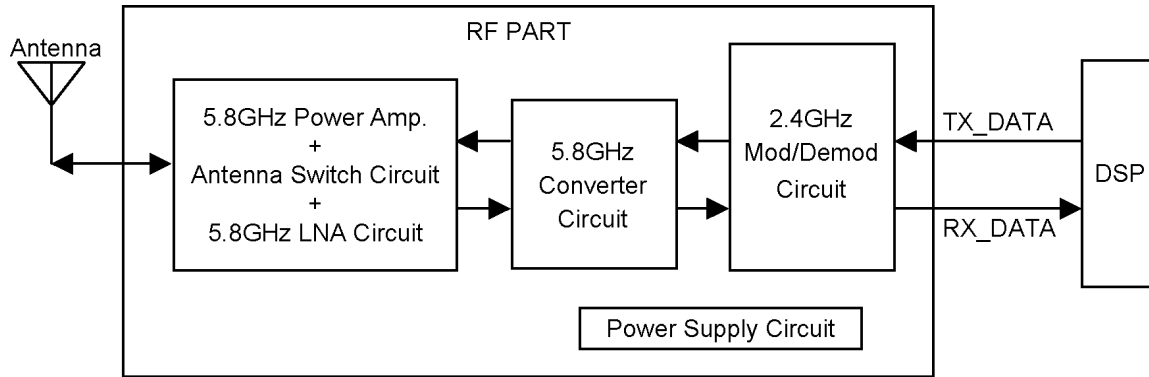 RF PART
Antenna
5.8GHz Power Amp.
+
Antenna Switch Circuit
+
5.8GHz LNA Circuit
5.8GHz
Converter
Circuit
2.4GHz
Mod/Demod
Circuit
TX_DATA
RX_DATA
DSP
Power Supply Circuit